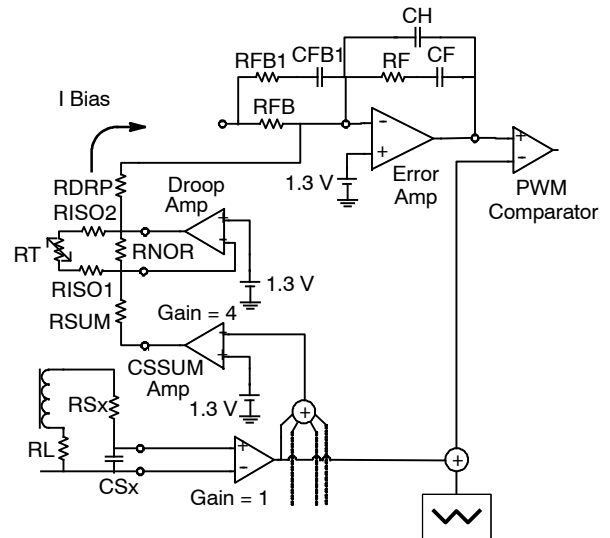 CH
CFB1
RFB1
RF
CF
I Bias
RFB
-
+
+
-
RDRP
Droop
Amp
1.3 V
Error
Amp
PWM
Comparator
RISO2
+
-
RT
RNOR
RISO1
1.3 V
RSUM
Gain = 4
+
+
CSSUM
Amp
RSx
1.3 V
+
RL
+
-
+
CSx
Gain = 1